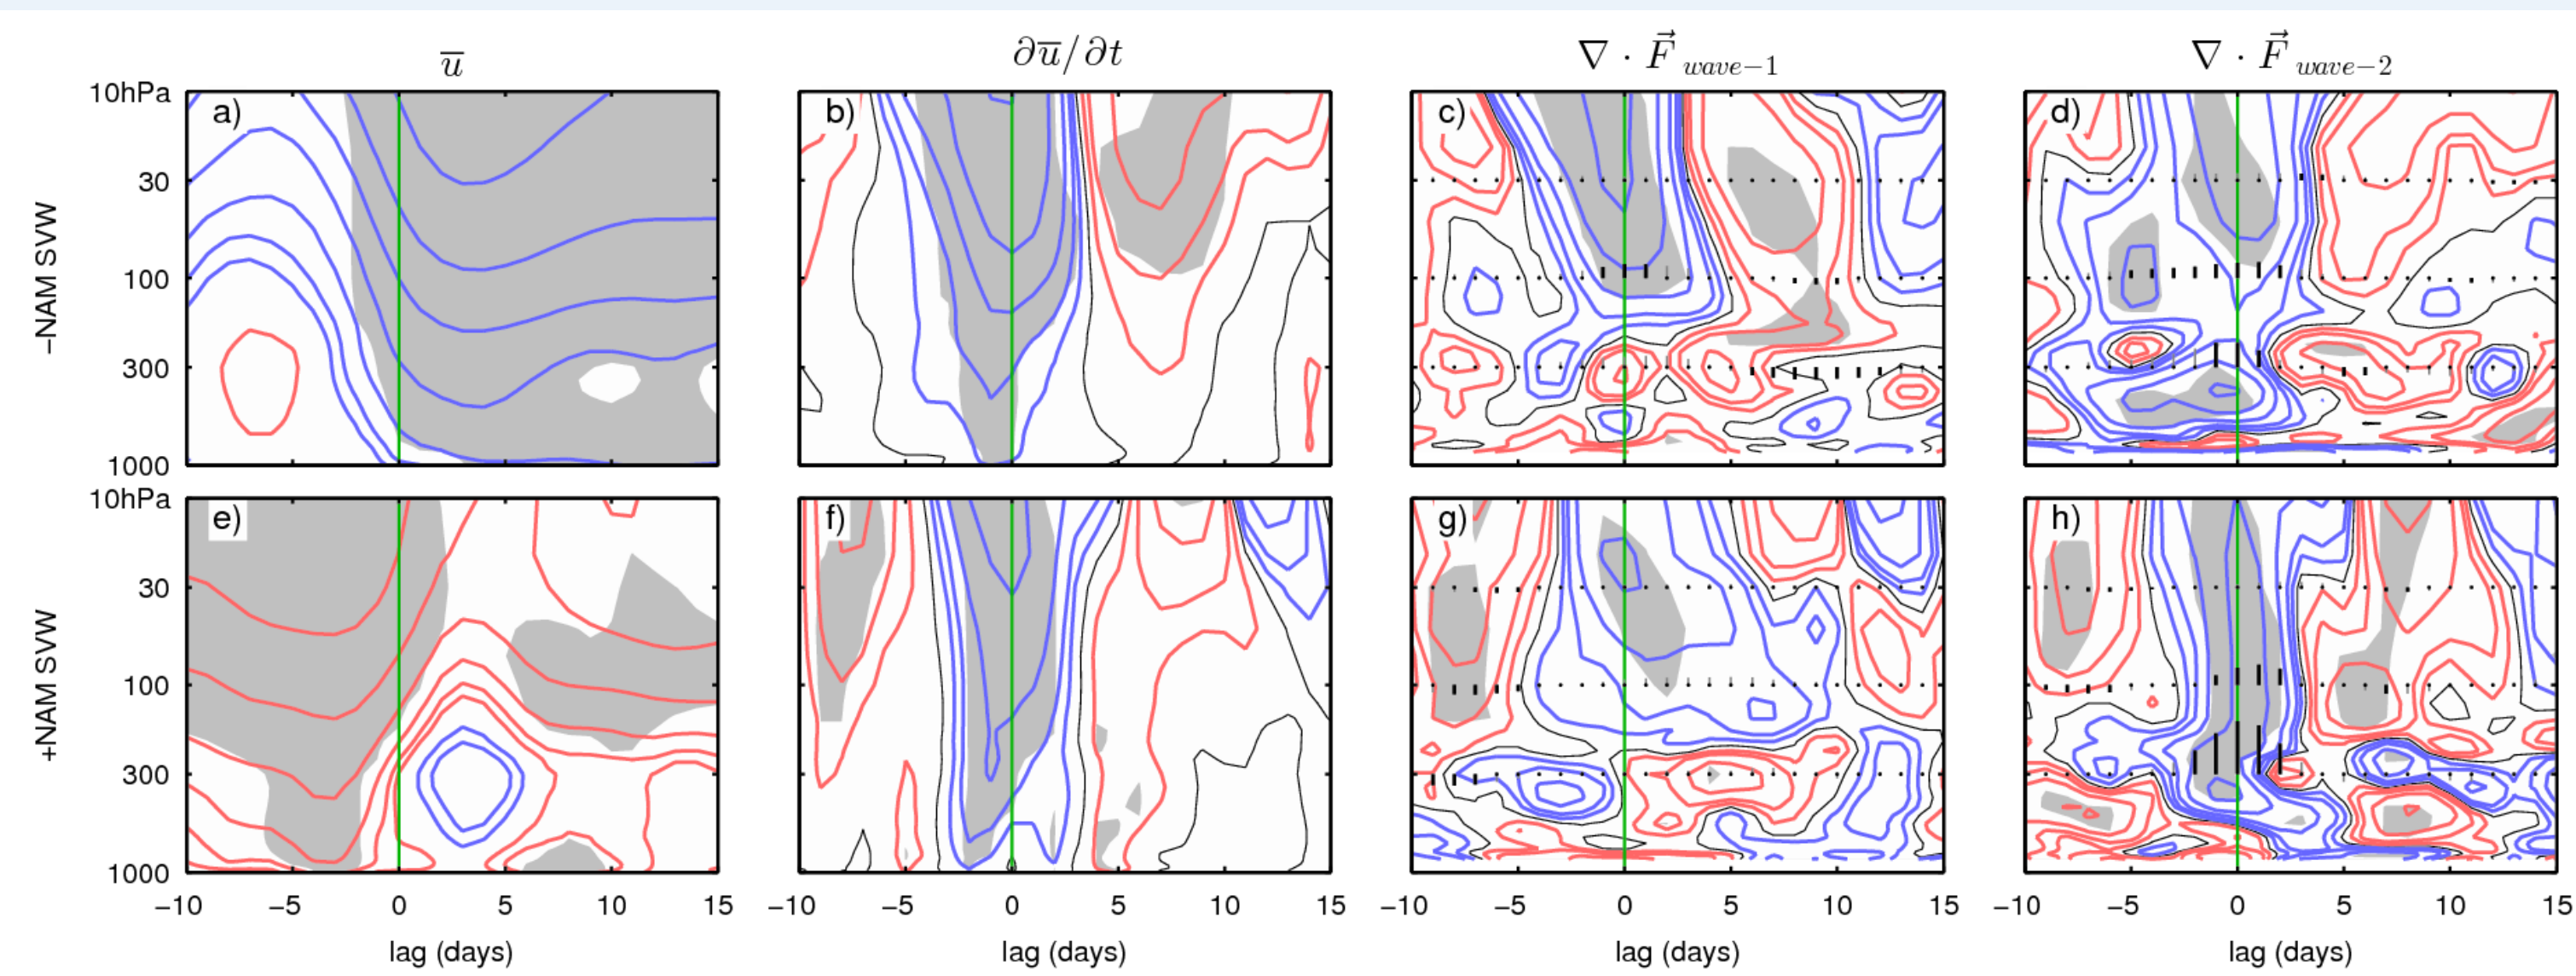 u̅
∂u̅/∂t
∇ · F⃗ wave−1
∇ · F⃗ wave−2
−NAM SVW
10hPa
30
100
300
1000
a)
b)
c)
d)
+NAM SVW
10hPa
30
100
300
1000
e)
f)
g)
h)
−10 −5 0 5 10 15 −10 −5 0 5 10 15 −10 −5 0 5 10 15 −10 −5 0 5 10 15
lag (days) lag (days) lag (days) lag (days)